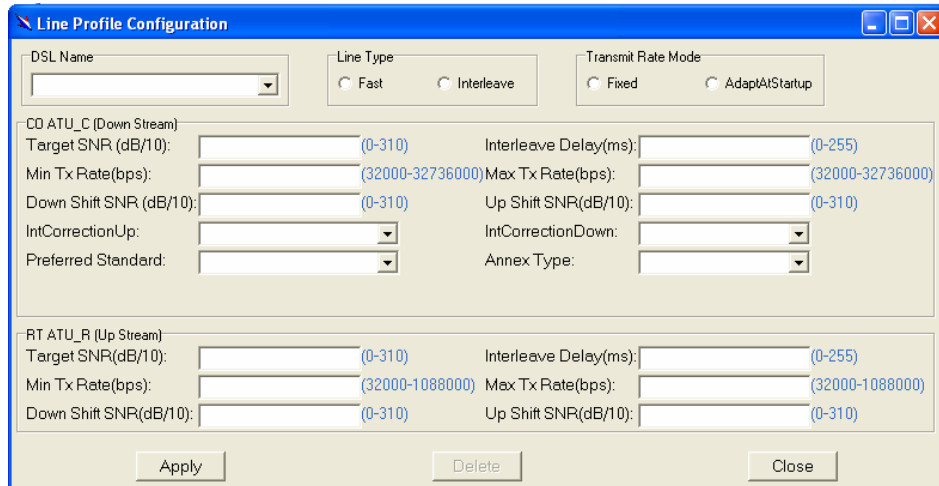 Line Profile Configuration
DSL Name
Line Type
Transmit Rate Mode
Fast
Interleave
Fixed
AdaptAtStartup
CO ATU_C (Down Stream)
Target SNR (dB/10): (0-310) Interleave Delay(ms): (0-255)
Min Tx Rate(bps): (32000-32736000) Max Tx Rate(bps): (32000-32736000)
Down Shift SNR (dB/10): (0-310) Up Shift SNR(dB/10): (0-310)
IntCorrectionUp: IntCorrectionDown:
Preferred Standard: Annex Type:
RT ATU_R (Up Stream)
Target SNR(dB/10): (0-310) Interleave Delay(ms): (0-255)
Min Tx Rate(bps): (32000-1088000) Max Tx Rate(bps): (32000-1088000)
Down Shift SNR(dB/10): (0-310) Up Shift SNR(dB/10): (0-310)
Apply Delete Close